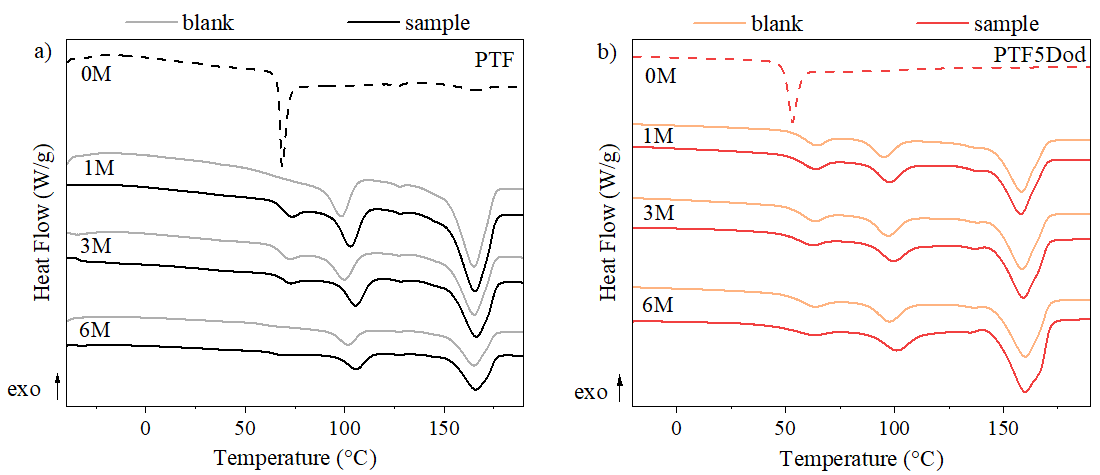 blank sample
a)
PTF
0M
1M
3M
6M
exo
Heat Flow (W/g)
0 50 100 150
Temperature (°C)
blank sample
b)
PTF5Dod
0M
1M
3M
6M
exo
Heat Flow (W/g)
0 50 100 150
Temperature (°C)